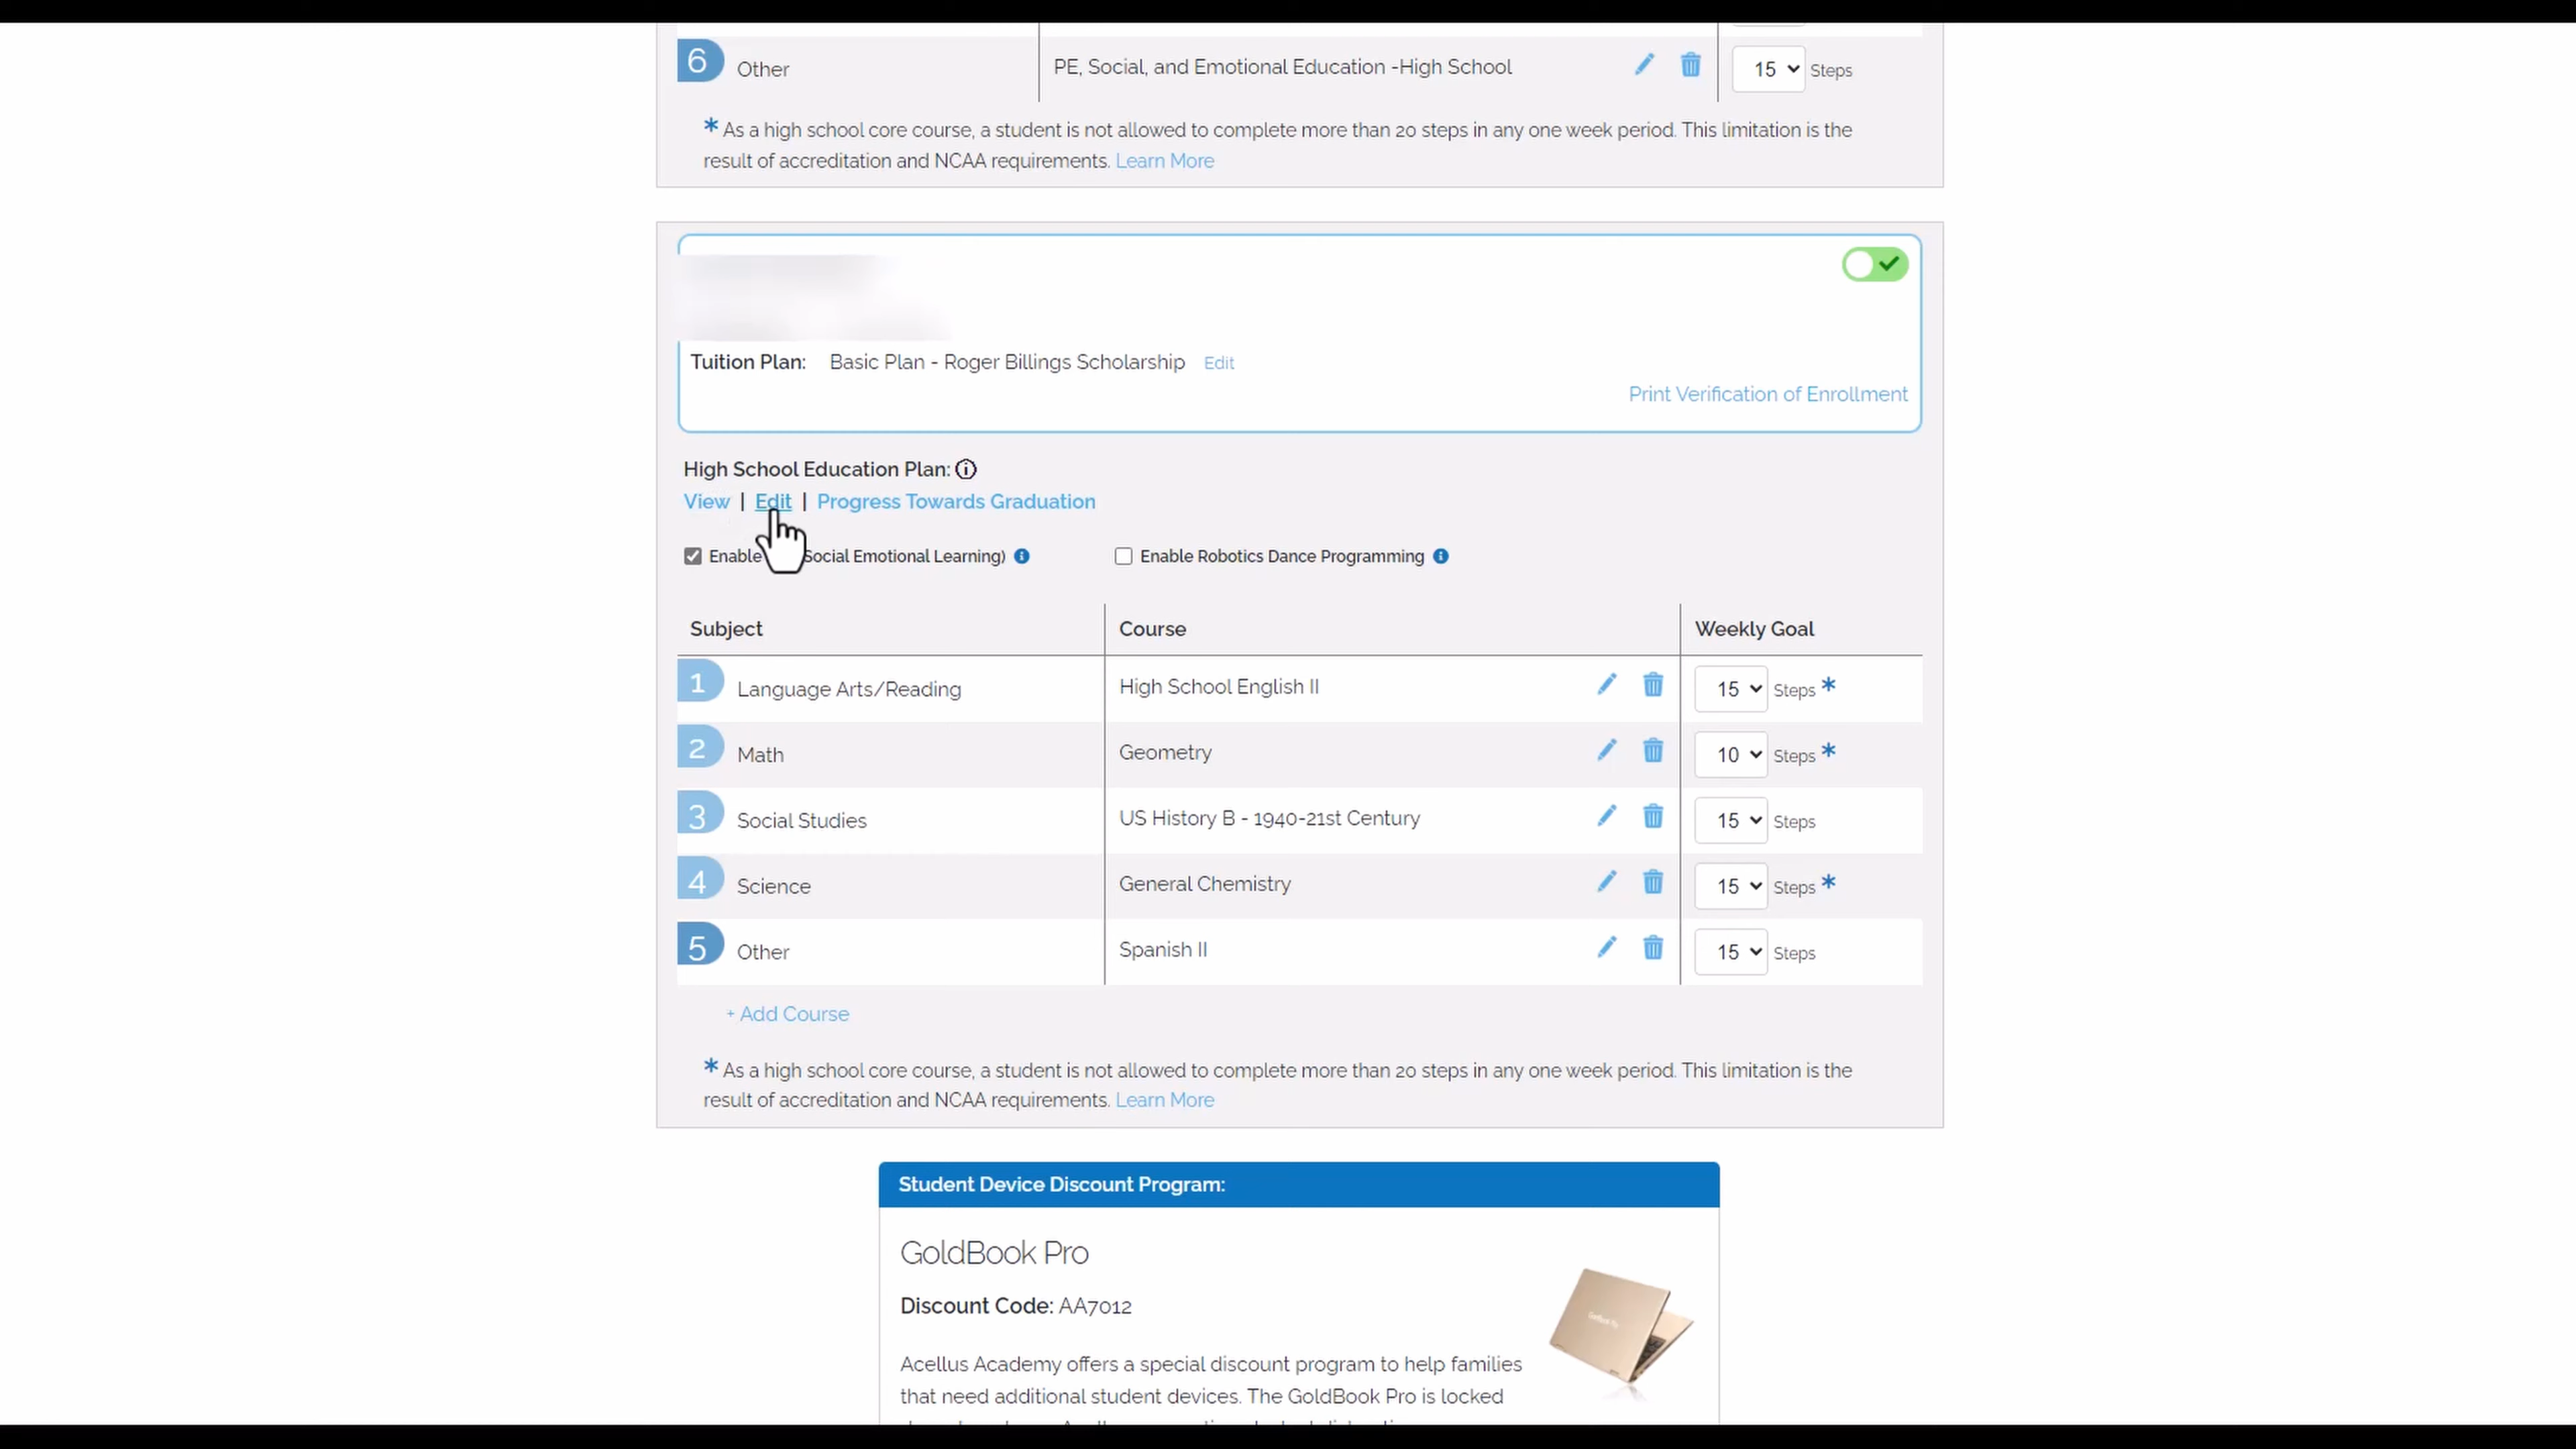 6 Other PE, Social, and Emotional Education -High School 15 Steps
* As a high school core course, a student is not allowed to complete more than 20 steps in any one week period. This limitation is the
result of accreditation and NCAA requirements. Learn More
Tuition Plan: Basic Plan - Roger Billings Scholarship Edit
Print Verification of Enrollment
High School Education Plan:
View | Edit | Progress Towards Graduation
Enable Social Emotional Learning) Enable Robotics Dance Programming
Subject Course Weekly Goal
1 Language Arts/Reading High School English II 15 Steps *
2 Math Geometry 10 Steps *
3 Social Studies US History B - 1940-21st Century 15 Steps
4 Science General Chemistry 15 Steps *
5 Other Spanish II 15 Steps
+ Add Course
* As a high school core course, a student is not allowed to complete more than 20 steps in any one week period. This limitation is the
result of accreditation and NCAA requirements. Learn More
Student Device Discount Program:
GoldBook Pro
Discount Code: AA7012
Acellus Academy offers a special discount program to help families
that need additional student devices. The GoldBook Pro is locked